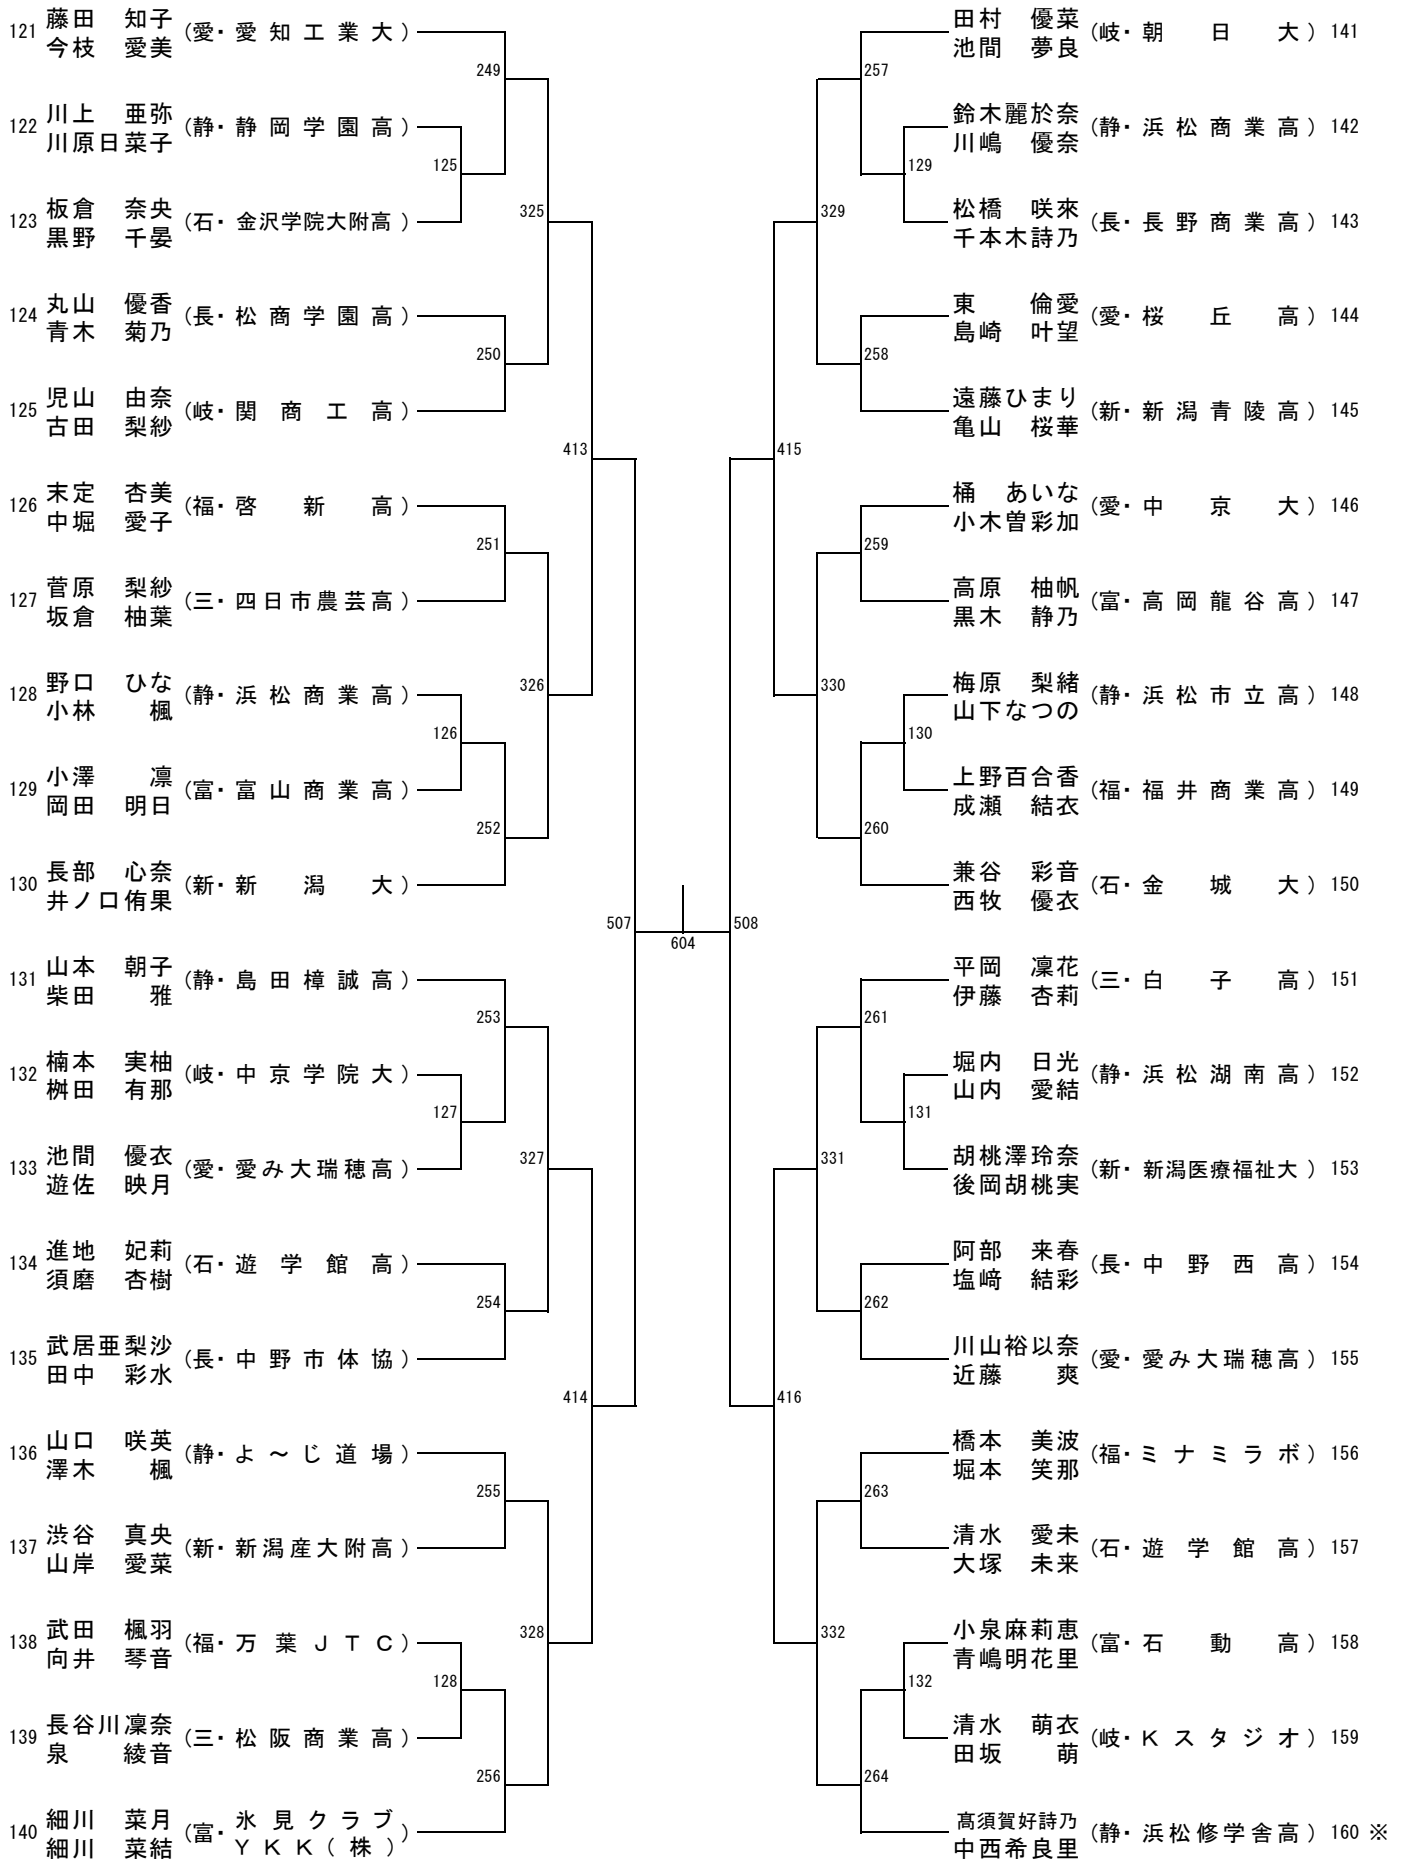 121 藤田　知子 (愛・愛知工業大)
今枝　愛美
249
122 川上　亜弥 (静・静岡学園高)
川原日菜子
125
123 板倉　奈央 (石・金沢学院大附高)
黒野　千晏
325
124 丸山　優香 (長・松商学園高)
青木　菊乃
250
125 児山　由奈 (岐・関商工高)
古田　梨紗
413
126 末定　杏美 (福・啓新高)
中堀　愛子
251
127 菅原　梨紗 (三・四日市農芸高)
坂倉　柚葉
326
128 野口　ひな (静・浜松商業高)
小林　楓
126
129 小澤　凛 (富・富山商業高)
岡田　明日
252
130 長部　心奈 (新・新潟大)
井ノ口侑果
507
131 山本　朝子 (静・島田樟誠高)
柴田　雅
253
132 楠本　実柚 (岐・中京学院大)
桝田　有那
127
133 池間　優衣 (愛・愛み大瑞穂高)
遊佐　映月
327
134 進地　妃莉 (石・遊学館高)
須磨　杏樹
254
135 武居亜梨沙 (長・中野市体協)
田中　彩水
414
136 山口　咲英 (静・よ～じ道場)
澤木　楓
255
137 渋谷　真央 (新・新潟産大附高)
山岸　愛菜
328
138 武田　楓羽 (福・万葉ＪＴＣ)
向井　琴音
128
139 長谷川凜奈 (三・松阪商業高)
泉　綾音
256
140 細川　菜月 (富・氷見クラブ
細川　菜結 ＹＫＫ(株))
604
田村　優菜 (岐・朝日大) 141
池間　夢良
257
鈴木麗於奈 (静・浜松商業高) 142
川嶋　優奈
129
松橋　咲來 (長・長野商業高) 143
千本木詩乃
329
東　倫愛 (愛・桜丘高) 144
島崎　叶望
258
遠藤ひまり (新・新潟青陵高) 145
亀山　桜華
415
桶　あいな (愛・中京大) 146
小木曽彩加
259
高原　柚帆 (富・高岡龍谷高) 147
黒木　静乃
330
梅原　梨緒 (静・浜松市立高) 148
山下なつの
130
上野百合香 (福・福井商業高) 149
成瀬　結衣
260
兼谷　彩音 (石・金城大) 150
西牧　優衣
508
平岡　凜花 (三・白子高) 151
伊藤　杏莉
261
堀内　日光 (静・浜松湖南高) 152
山内　愛結
131
胡桃澤玲奈 (新・新潟医療福祉大) 153
後岡胡桃実
331
阿部　来春 (長・中野西高) 154
塩﨑　結彩
262
川山裕以奈 (愛・愛み大瑞穂高) 155
近藤　爽
416
橋本　美波 (福・ミナミラボ) 156
堀本　笑那
263
清水　愛未 (石・遊学館高) 157
大塚　未来
332
小泉麻莉恵 (富・石動高) 158
青嶋明花里
132
清水　萌衣 (岐・Ｋスタジオ) 159
田坂　萌
264
髙須賀好詩乃 (静・浜松修学舎高) 160 ※
中西希良里